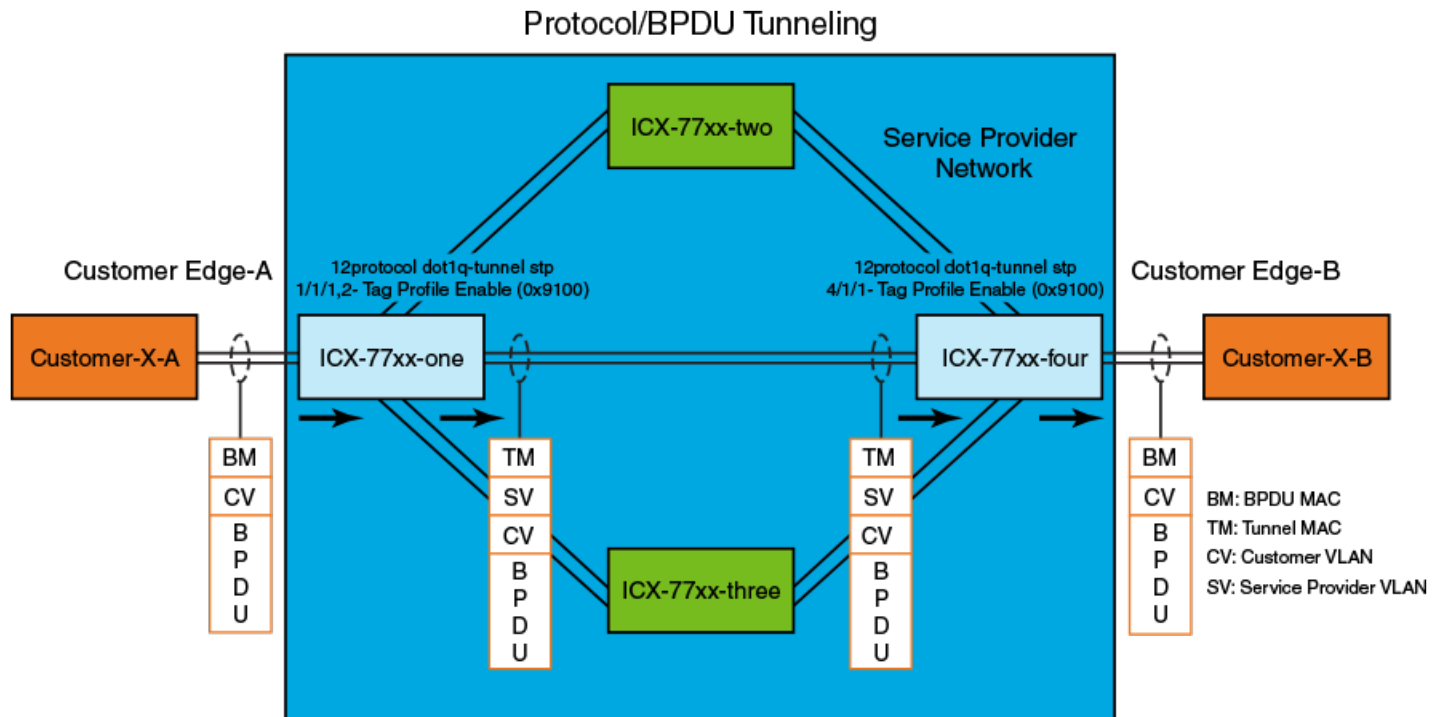 Protocol/BPDU Tunneling
ICX-77xx-two
Service Provider
Network
Customer Edge-A
12protocol dot1q-tunnel stp
1/1/1,2- Tag Profile Enable (0x9100)
12protocol dot1q-tunnel stp
4/1/1- Tag Profile Enable (0x9100)
Customer Edge-B
Customer-X-A
ICX-77xx-one
ICX-77xx-four
Customer-X-B
BM
CV
B
P
D
U
TM
SV
CV
B
P
D
U
ICX-77xx-three
TM
SV
CV
B
P
D
U
BM
CV
B
P
D
U
BM: BPDU MAC
TM: Tunnel MAC
CV: Customer VLAN
SV: Service Provider VLAN